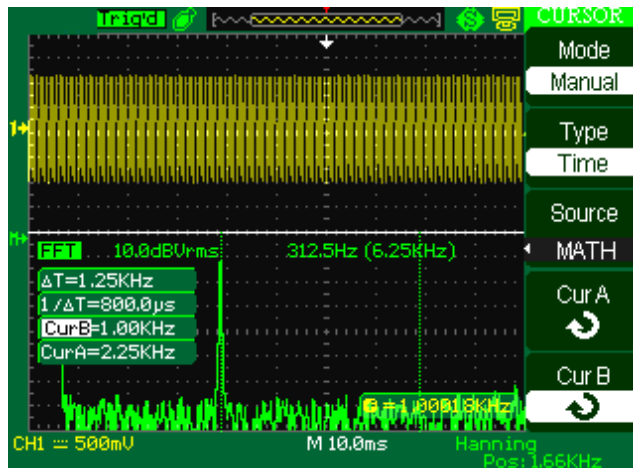 Trig'd S CURSOR
Mode
Manual
1
Type
Time
Source
MATH
M
FFT 10.0dBVrms 312.5Hz (6.25KHz)
ΔT=1.25KHz
1/ΔT=800.0µs
CurB=1.00KHz
CurA=2.25KHz
Cur A
Cur B
=1.00018KHz
CH1 500mV M 10.0ms Hanning
Pos:1.66KHz